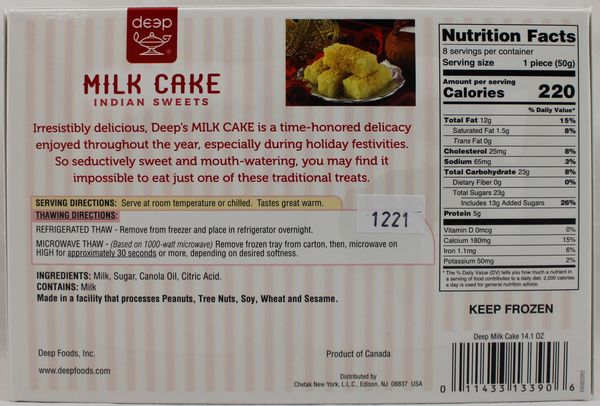 deep
MILK CAKE
INDIAN SWEETS
Irresistibly delicious, Deep's MILK CAKE is a time-honored delicacy
enjoyed throughout the year, especially during holiday festivities.
So seductively sweet and mouth-watering, you may find it
impossible to eat just one of these traditional treats.
SERVING DIRECTIONS: Serve at room temperature or chilled. Tastes great warm.
THAWING DIRECTIONS:
REFRIGERATED THAW - Remove from freezer and place in refrigerator overnight.
MICROWAVE THAW - (Based on 1000-watt microwave) Remove frozen tray from carton, then, microwave on
HIGH for approximately 30 seconds or more, depending on desired softness.
1221
INGREDIENTS: Milk, Sugar, Canola Oil, Citric Acid.
CONTAINS: Milk
Made in a facility that processes Peanuts, Tree Nuts, Soy, Wheat and Sesame.
Deep Foods, Inc.
www.deepfoods.com
Product of Canada
Distributed by
Chetak New York, L.L.C., Edison, NJ 08837 USA
Nutrition Facts
8 servings per container
Serving size 1 piece (50g)
Amount per serving
Calories 220
% Daily Value*
Total Fat 12g 15%
Saturated Fat 1.5g 8%
Trans Fat 0g
Cholesterol 25mg 8%
Sodium 65mg 3%
Total Carbohydrate 23g 8%
Dietary Fiber 0g 0%
Total Sugars 23g
Includes 13g Added Sugars 26%
Protein 5g
Vitamin D 0mcg 0%
Calcium 180mg 15%
Iron 1.1mg 6%
Potassium 50mg 2%
*The % Daily Value (DV) tells you how much a nutrient in
a serving of food contributes to a daily diet. 2,000 calories
a day is used for general nutrition advice.
KEEP FROZEN
Deep Milk Cake 14.1 OZ
0 11433 13390 6